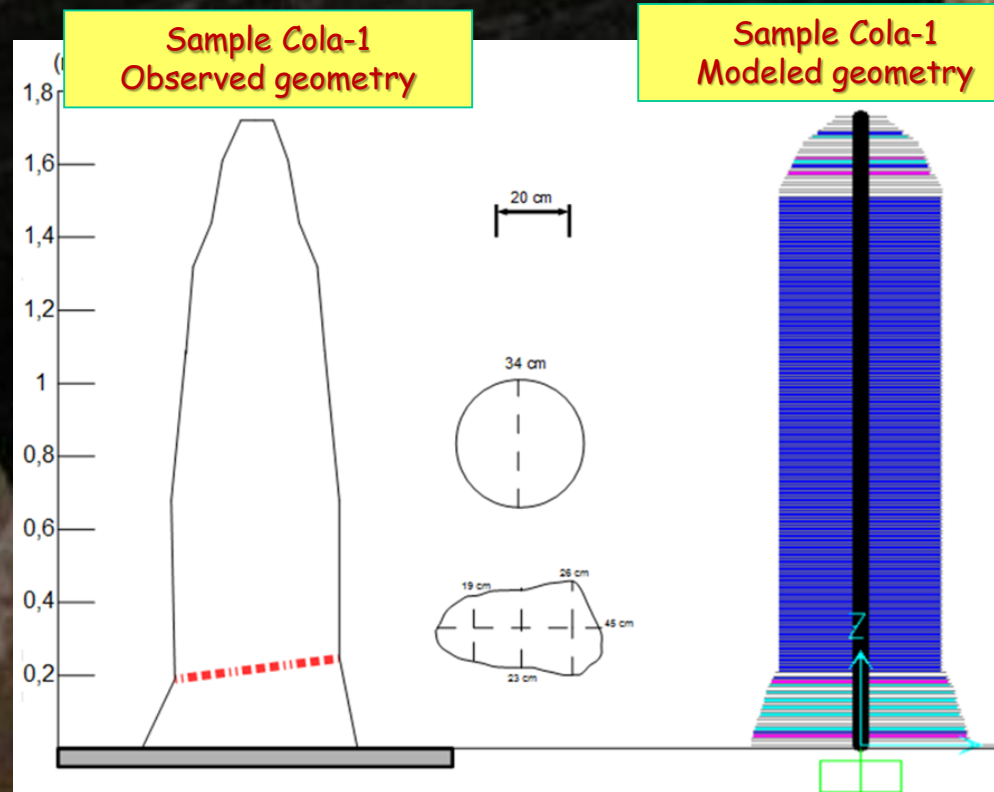 Sample Cola-1
Observed geometry
Sample Cola-1
Modeled geometry
1,8
1,6
1,4
1,2
1
0,8
0,6
0,4
0,2
20 cm
34 cm
19 cm
26 cm
45 cm
23 cm
Z